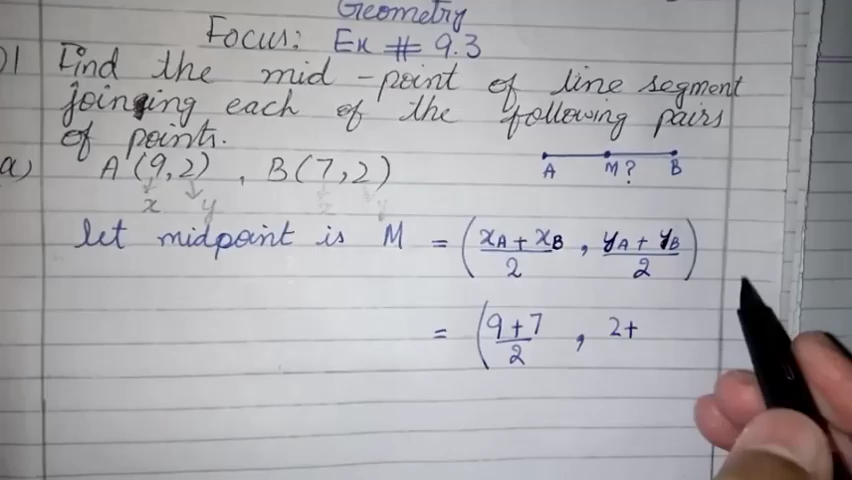 Geometry
Focus: Ex # 9.3
Q1 Find the mid-point of line segment
joining each of the following pairs
of points.
a) A (9,2) , B(7,2)
A M? B
x y x y
let midpoint is M = (xA + xB / 2 , yA + yB / 2)
= (9+7 / 2 , 2+